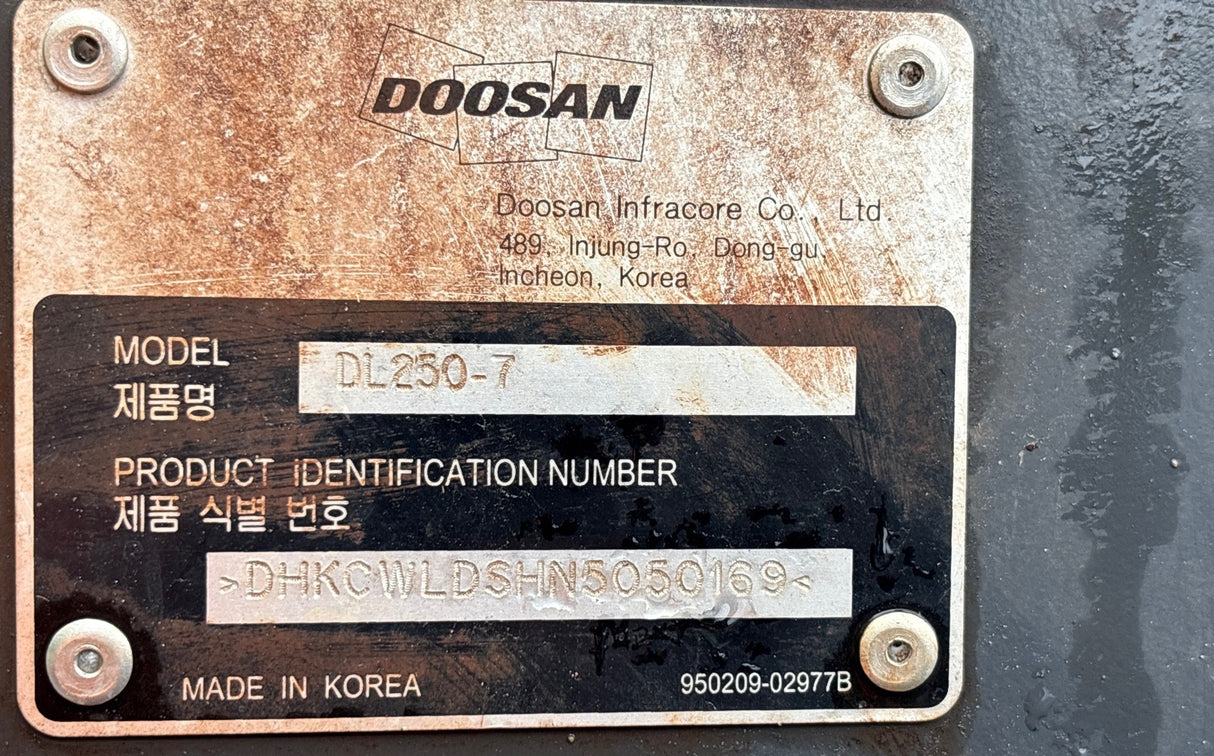 DOOSAN
Doosan Infracore Co., Ltd.
489, Injung-Ro, Dong-gu,
Incheon, Korea
MODEL
제품명
DL250-7
PRODUCT iDENTIFICATION NUMBER
제품 식별 번호
>DHKCWLDSHN5050169<
MADE IN KOREA
950209-02977B